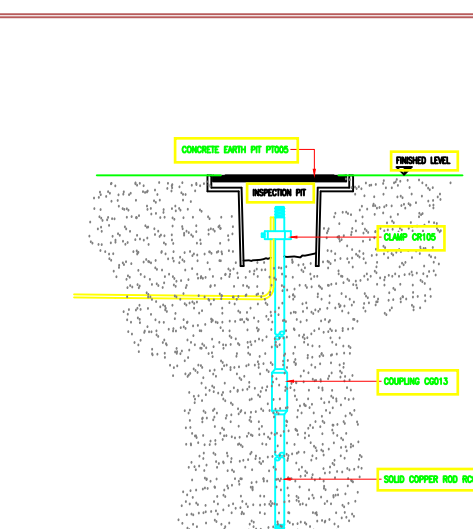 CONCRETE EARTH PIT PT005
FINISHED LEVEL
INSPECTION PIT
CLAMP CR105
COUPLING CG013
SOLID COPPER ROD